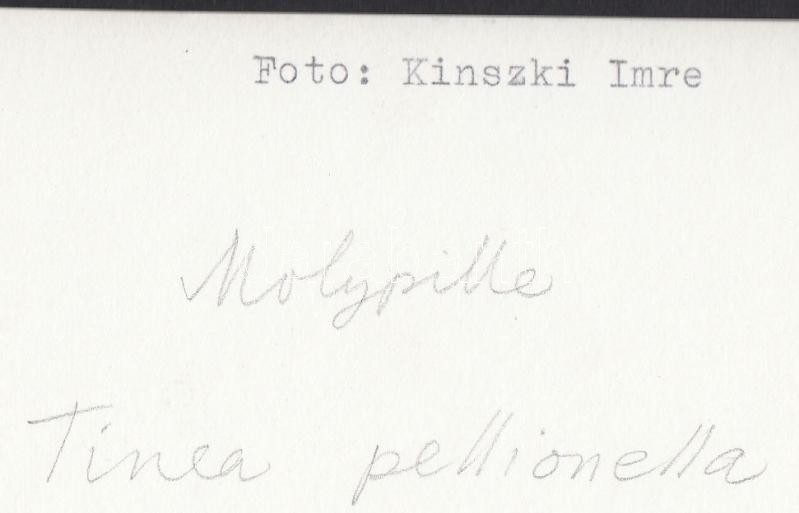 Foto: Kinszki Imre
Molypille
Tinea pellionella